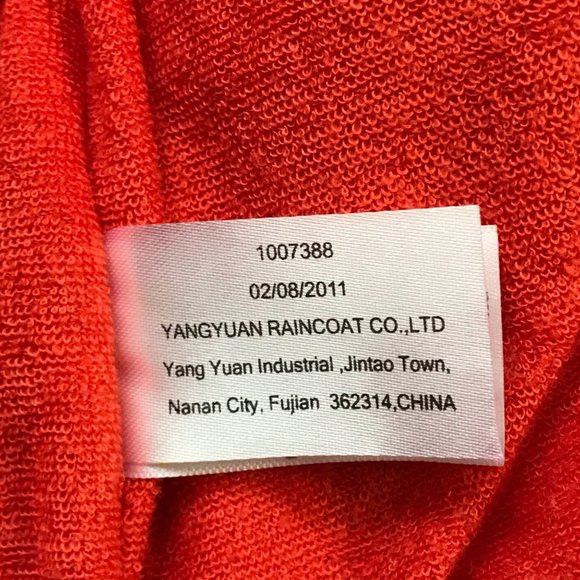 1007388
02/08/2011
YANGYUAN RAINCOAT CO.,LTD
Yang Yuan Industrial ,Jintao Town,
Nanan City, Fujian 362314,CHINA